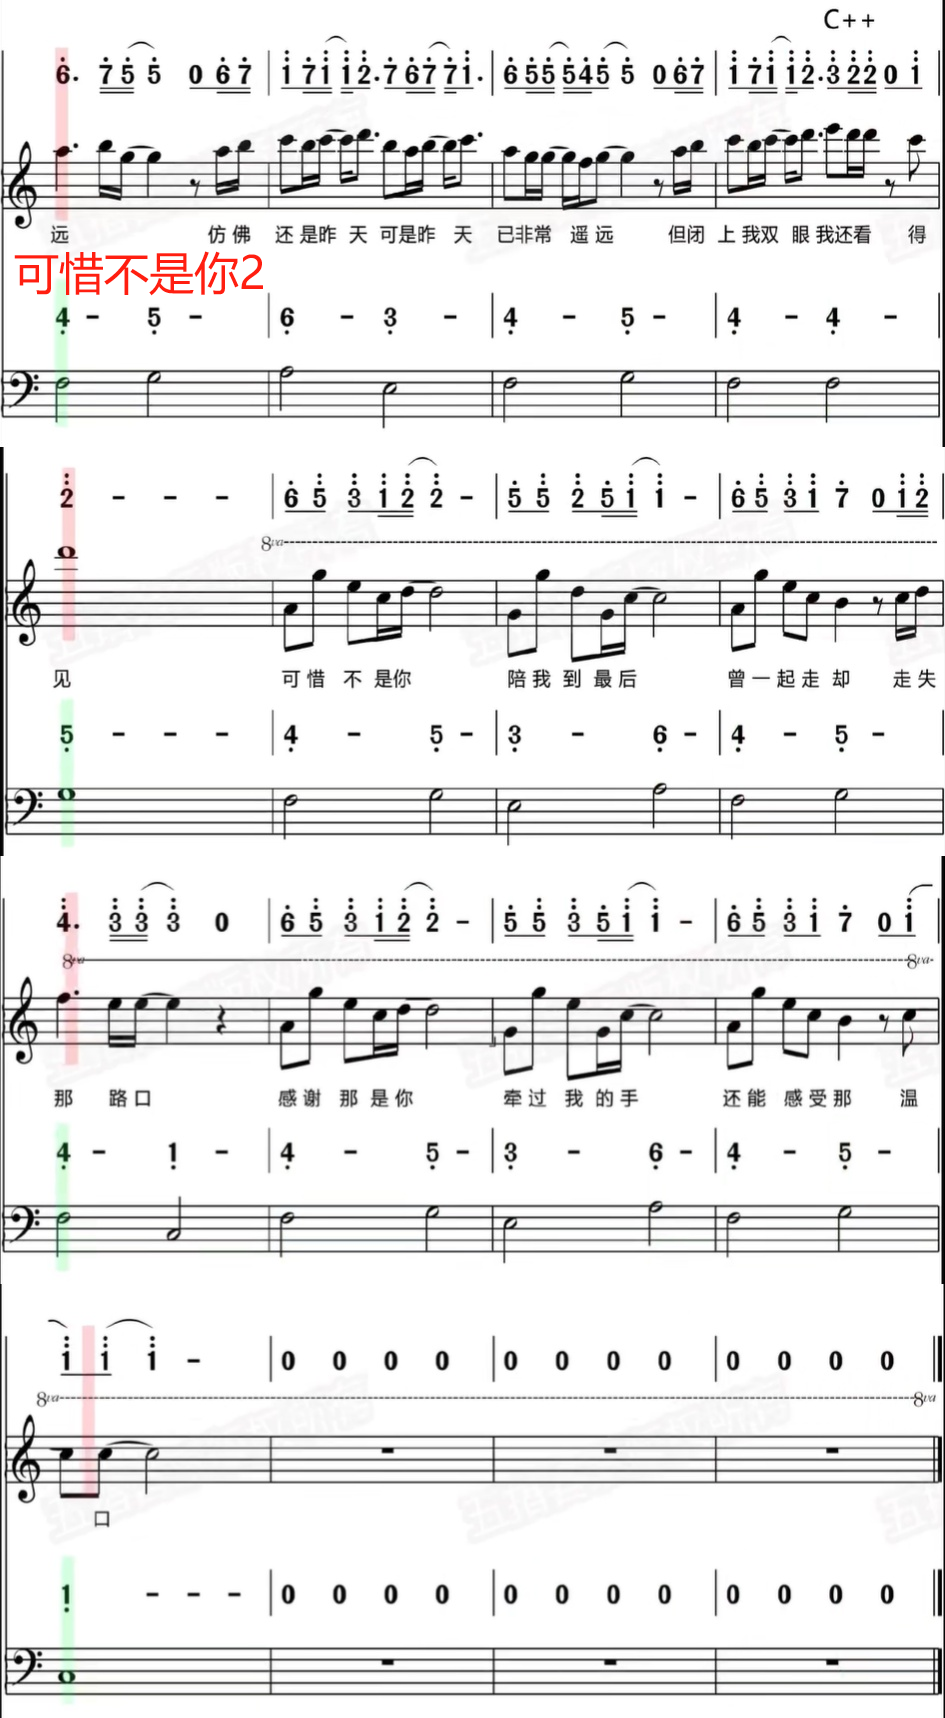 C++
6. 7 5 5 0 6 7 1 7 1 1 2. 7 6 7 7 1. 6 5 5 5 4 5 5 0 6 7 1 7 1 1 2. 3 2 2 0 1
远 仿佛 还是昨天可是昨天 已非常遥远 但闭 上我双眼我还看 得
可惜不是你2
4 - 5 - 6 - 3 - 4 - 5 - 4 - 4 -
2 - - - 6 5 3 1 2 2 - 5 5 2 5 1 1 - 6 5 3 1 7 0 1 2
8va
见 可惜不是你 陪我到最后 曾一起走却 走失
5 - - - 4 - 5 - 3 - 6 - 4 - 5 -
4. 3 3 3 0 6 5 3 1 2 2 - 5 5 3 5 1 1 - 6 5 3 1 7 0 1
8va 8va
那 路口 感谢那是你 牵过我的手 还能感受那 温
4 - 1 - 4 - 5 - 3 - 6 - 4 - 5 -
1 1 1 - 0 0 0 0 0 0 0 0 0 0 0 0
8va 8va
口
1 - - - 0 0 0 0 0 0 0 0 0 0 0 0